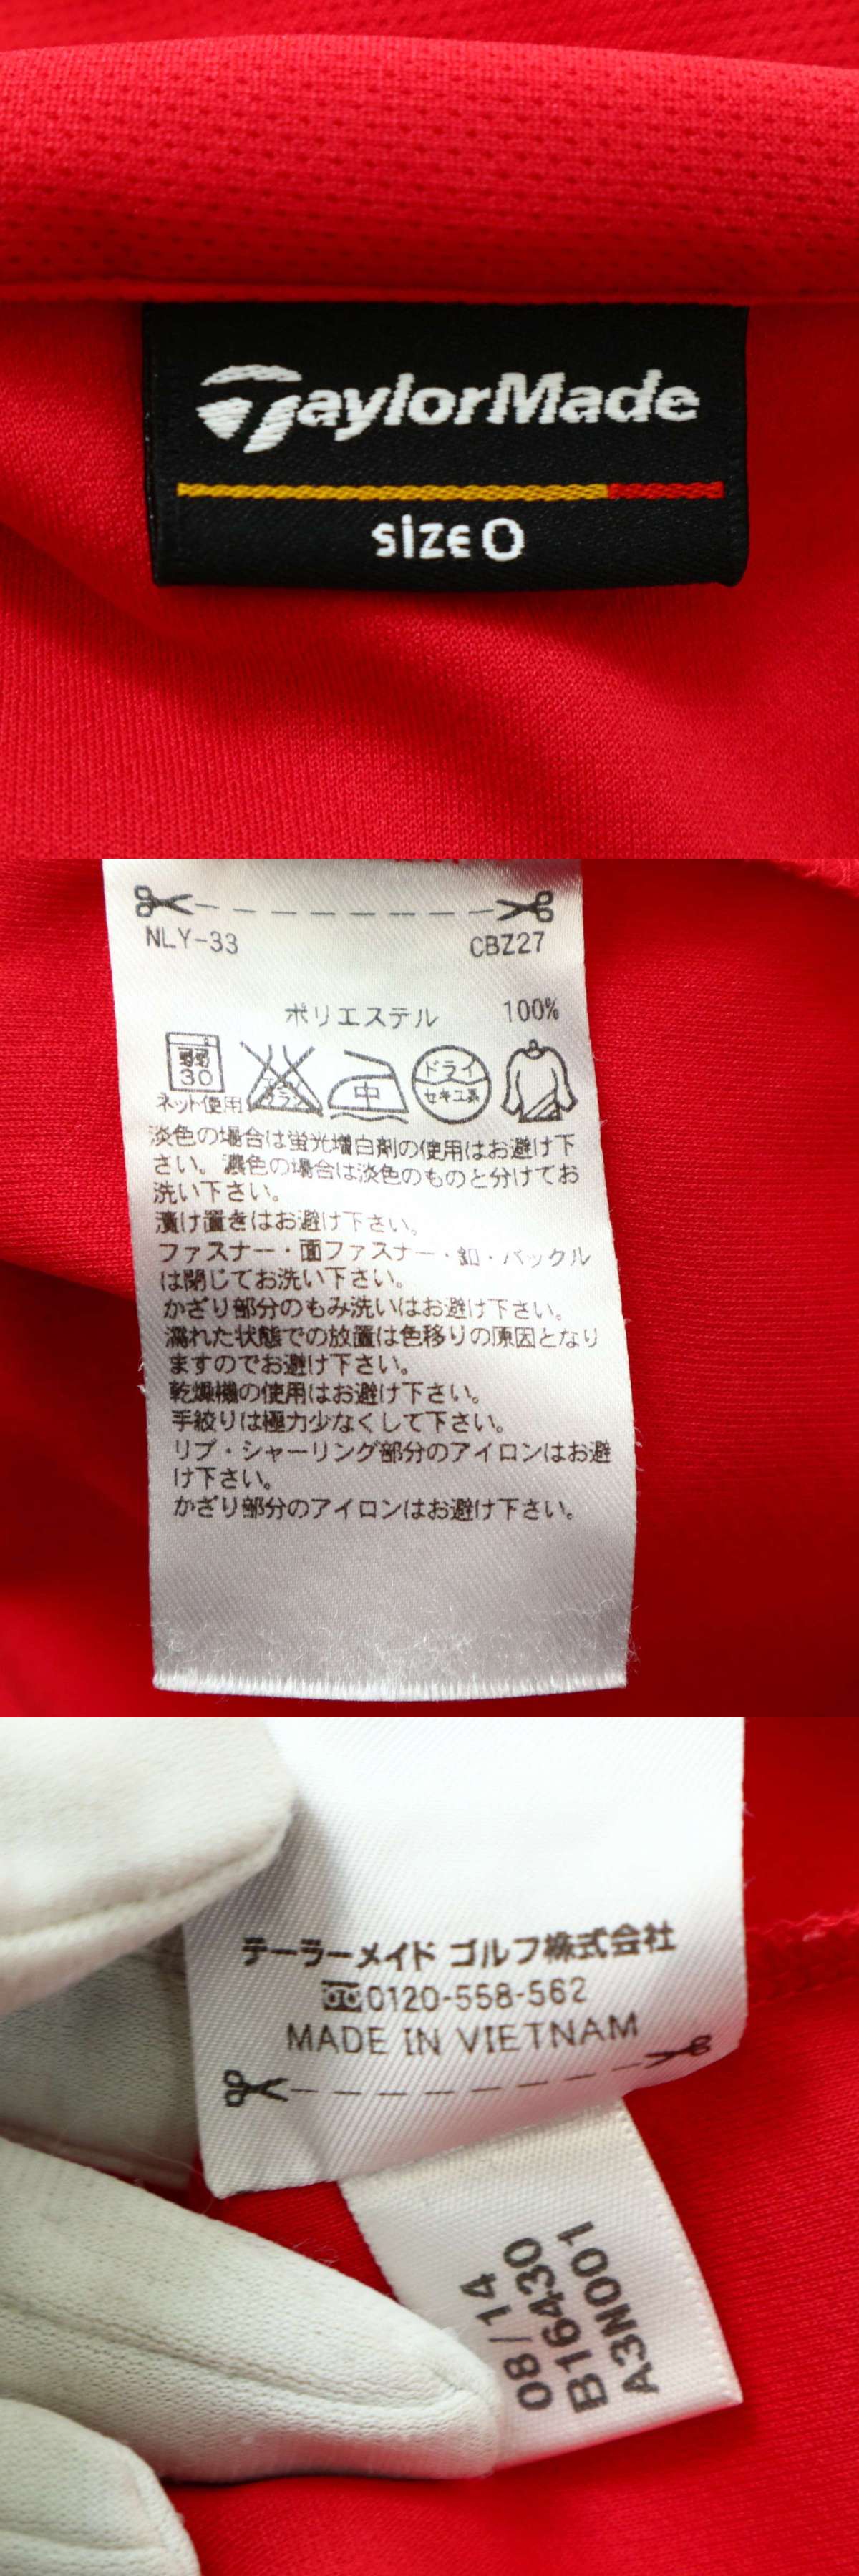 TaylorMade
SIZE O
NLY-33 CBZ27
ポリエステル 100%
弱
30
ネット使用
中
ドライ
セキユ系
淡色の場合は蛍光増白剤の使用はお避け下
さい。濃色の場合は淡色のものと分けてお
洗い下さい。
漬け置きはお避け下さい。
ファスナー・面ファスナー・釦・バックル
は閉じてお洗い下さい。
かざり部分のもみ洗いはお避け下さい。
濡れた状態での放置は色移りの原因となり
ますのでお避け下さい。
乾燥機の使用はお避け下さい。
手絞りは極力少なくして下さい。
リブ・シャーリング部分のアイロンはお避
け下さい。
かざり部分のアイロンはお避け下さい。
テーラーメイド ゴルフ株式会社
0120-558-562
MADE IN VIETNAM
08/14
B16430
A3N001